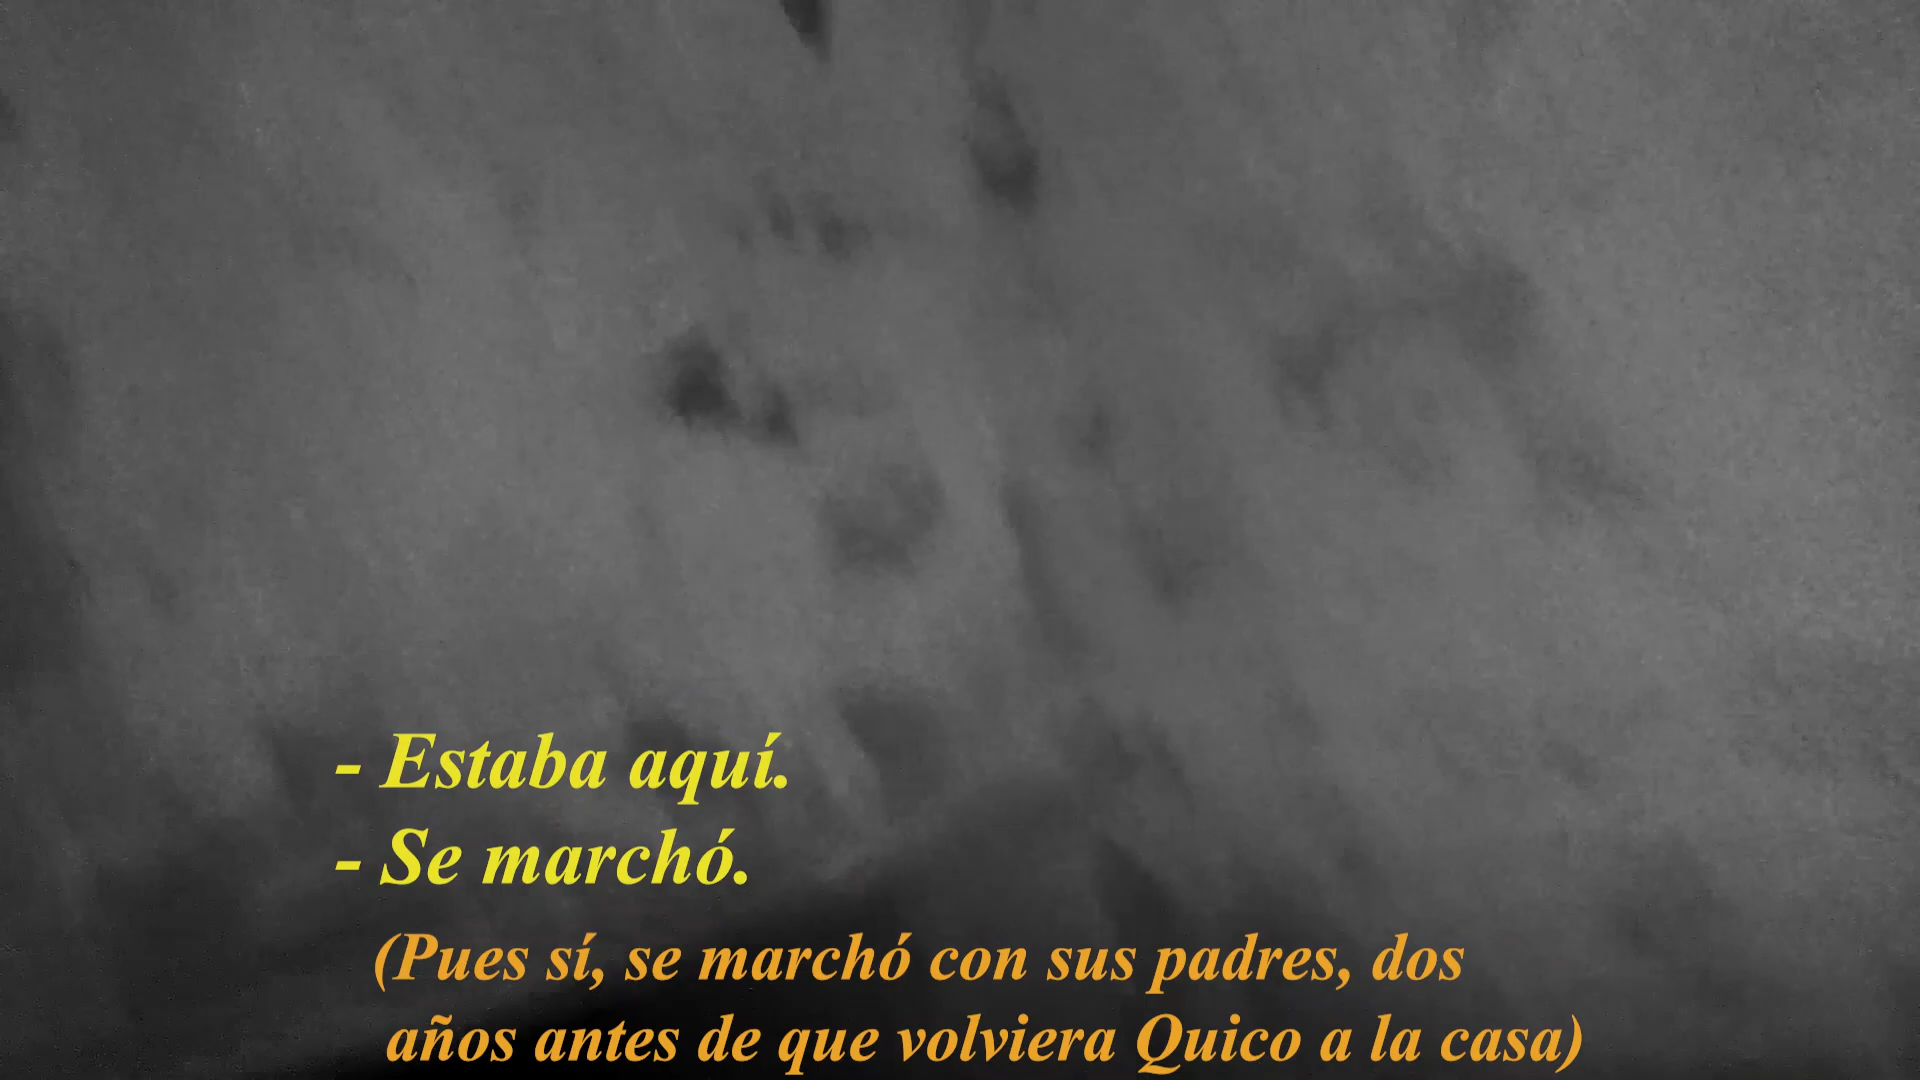 - Estaba aquí.
- Se marchó.
(Pues sí, se marchó con sus padres, dos
años antes de que volviera Quico a la casa)